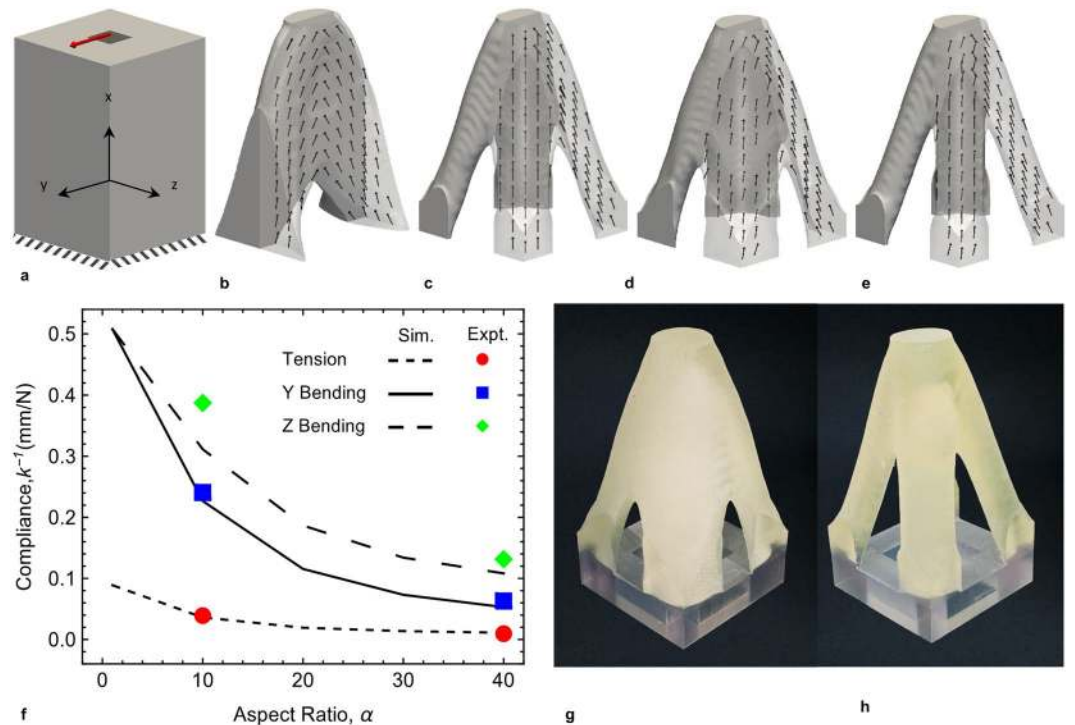 x
y
z
a
b
c
d
e
Sim. Expt.
Tension
Y Bending
Z Bending
Compliance, k⁻¹ (mm/N)
0.5
0.4
0.3
0.2
0.1
0.0
0 10 20 30 40
Aspect Ratio, α
f
g
h